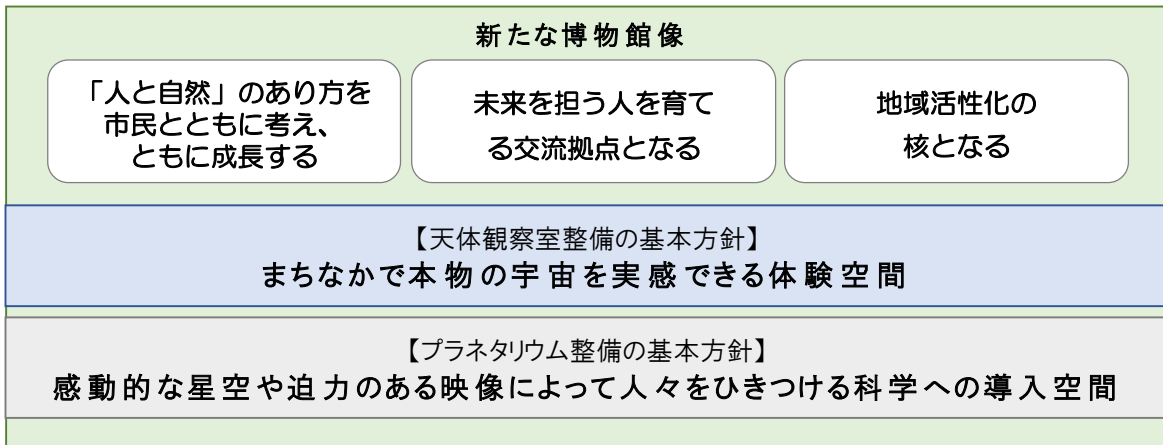 新たな博物館像
「人と自然」のあり方を
市民とともに考え、
ともに成長する
未来を担う人を育て
る交流拠点となる
地域活性化の
核となる
【天体観察室整備の基本方針】
まちなかで本物の宇宙を実感できる体験空間
【プラネタリウム整備の基本方針】
感動的な星空や迫力のある映像によって人々をひきつける科学への導入空間